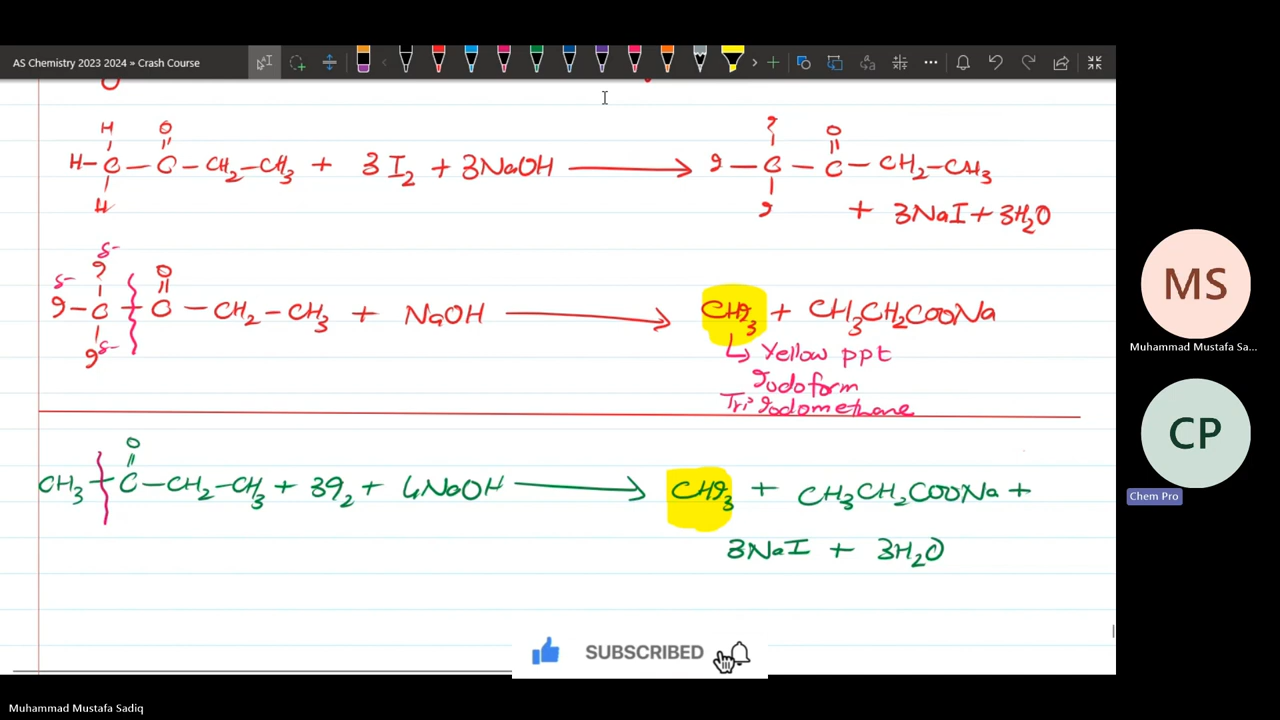 AS Chemistry 2023 2024 » Crash Course
H O
H-C-C-CH2-CH3 + 3 I2 + 3NaOH → I-C-C-CH2-CH3
H I I O
+ 3NaI + 3H2O
δ- I O
δ- I-C-C-CH2-CH3 + NaOH → CHI3 + CH3CH2COONa
I δ-
Yellow ppt
Iodoform
Tri Iodomethane
O
CH3-C-CH2-CH3 + 3I2 + 4NaOH → CHI3 + CH3CH2COONa +
3NaI + 3H2O
SUBSCRIBED
MS
Muhammad Mustafa Sa...
CP
Chem Pro
Muhammad Mustafa Sadiq